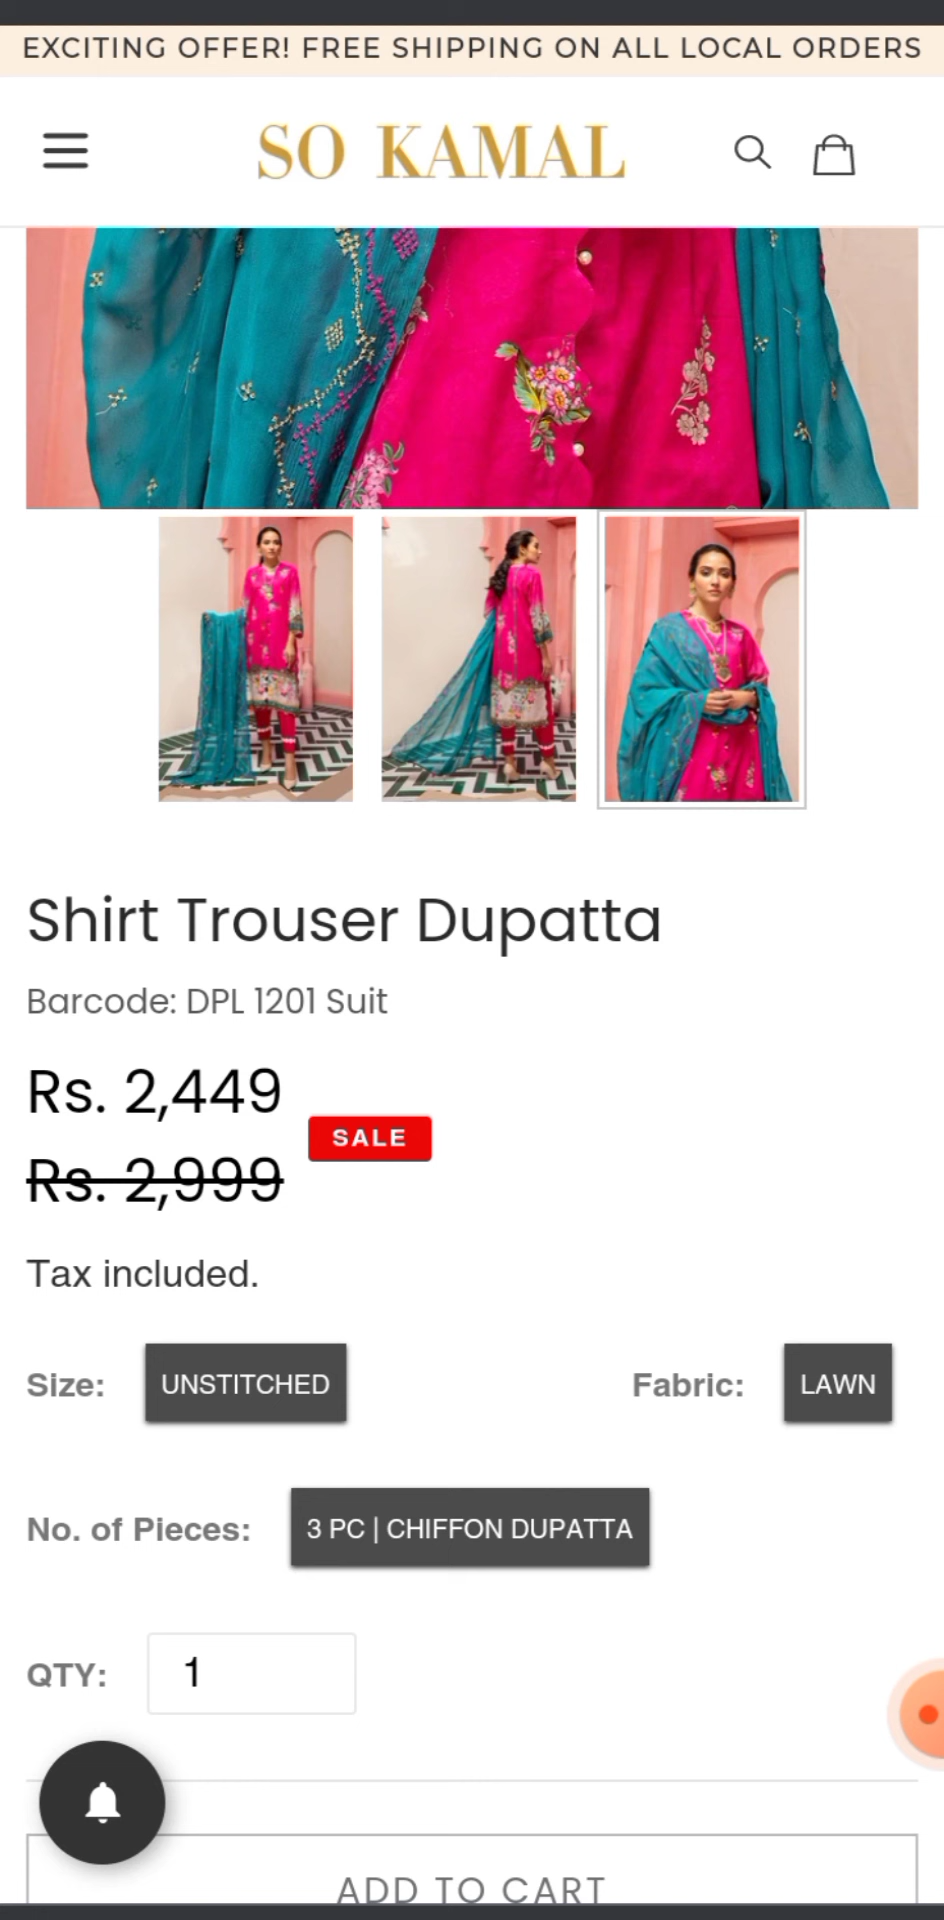 EXCITING OFFER! FREE SHIPPING ON ALL LOCAL ORDERS
SO KAMAL
Shirt Trouser Dupatta
Barcode: DPL 1201 Suit
Rs. 2,449
SALE
Rs. 2,999
Tax included.
Size: UNSTITCHED Fabric: LAWN
No. of Pieces: 3 PC | CHIFFON DUPATTA
QTY: 1
ADD TO CART